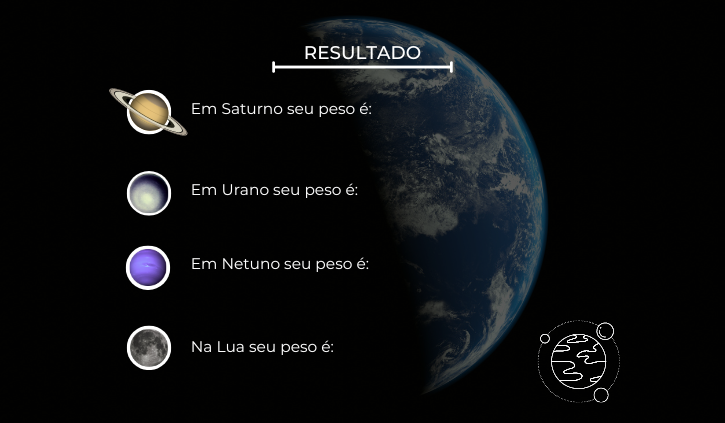 RESULTADO
Em Saturno seu peso é:
Em Urano seu peso é:
Em Netuno seu peso é:
Na Lua seu peso é: